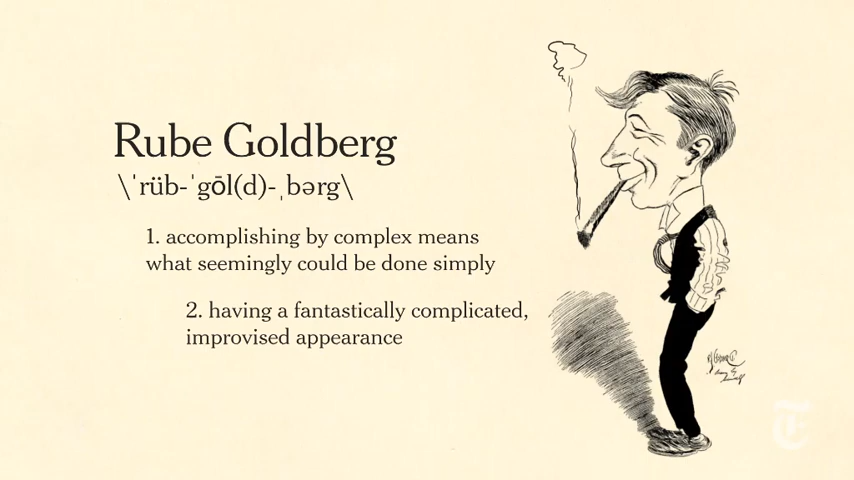 Rube Goldberg
\ˈrüb-ˈgōl(d)-ˌbərg\
1. accomplishing by complex means
what seemingly could be done simply
2. having a fantastically complicated,
improvised appearance
T